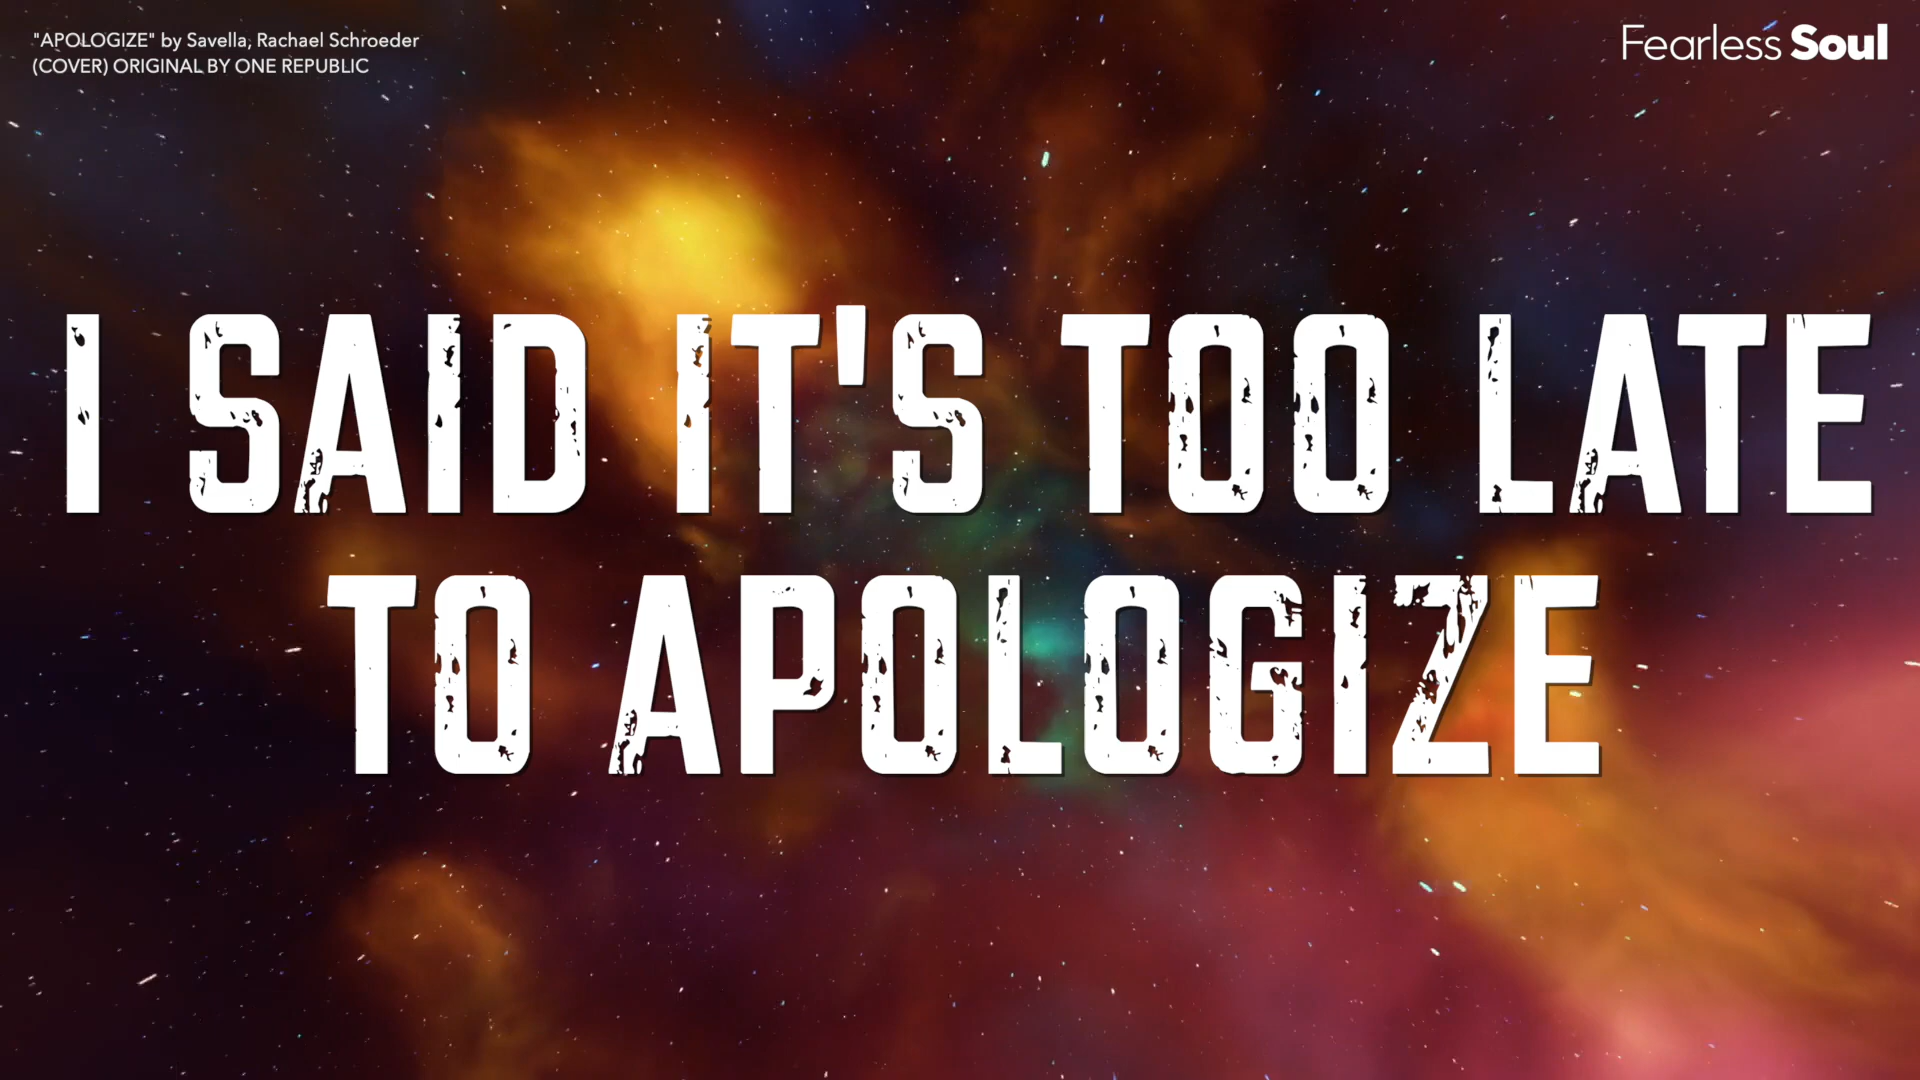 "APOLOGIZE" by Savella, Rachael Schroeder
(COVER) ORIGINAL BY ONE REPUBLIC
Fearless Soul
I SAID IT'S TOO LATE
TO APOLOGIZE